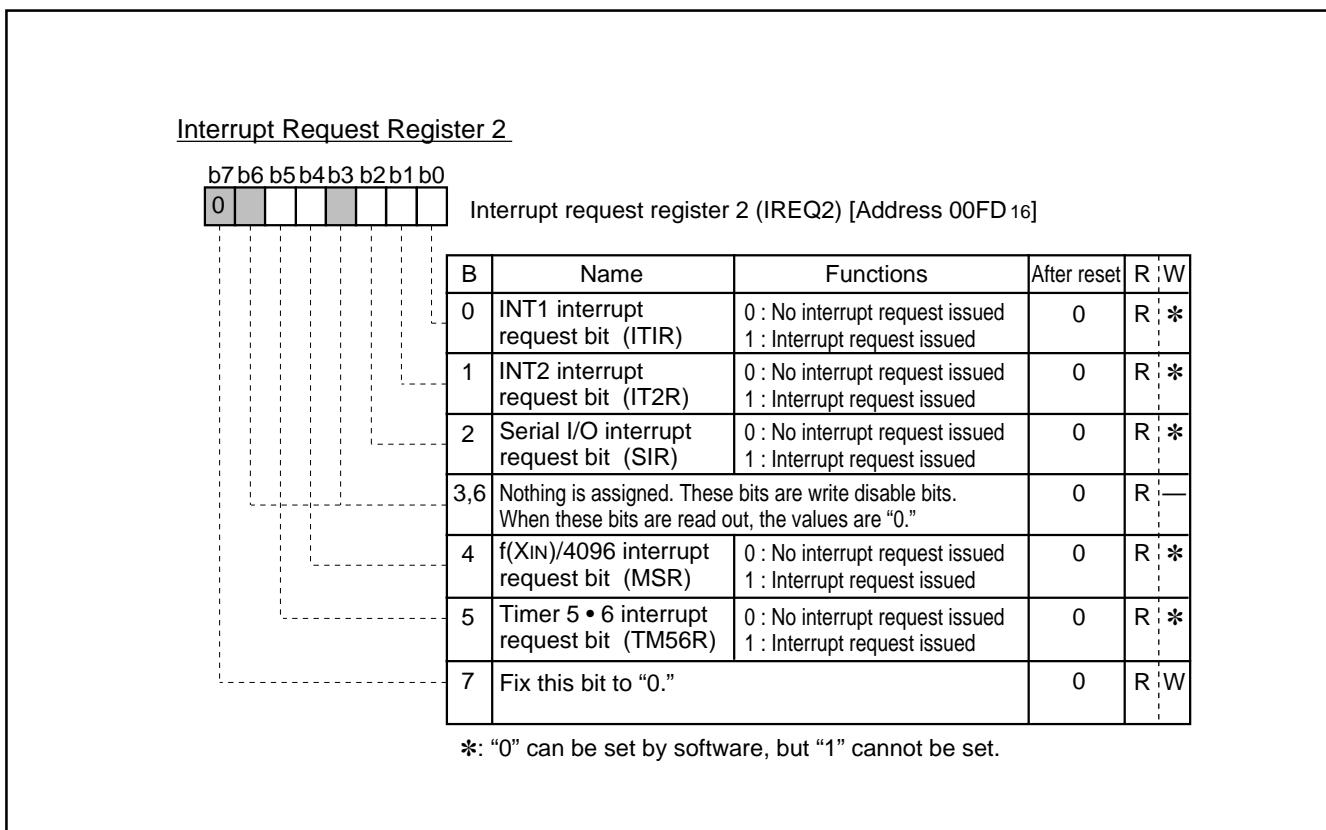 Interrupt Request Register 2
b7 b6 b5 b4 b3 b2 b1 b0
0
Interrupt request register 2 (IREQ2) [Address 00FD16]
B Name Functions After reset R W
0 INT1 interrupt request bit (ITIR) 0 : No interrupt request issued 1 : Interrupt request issued 0 R ✻
1 INT2 interrupt request bit (IT2R) 0 : No interrupt request issued 1 : Interrupt request issued 0 R ✻
2 Serial I/O interrupt request bit (SIR) 0 : No interrupt request issued 1 : Interrupt request issued 0 R ✻
3,6 Nothing is assigned. These bits are write disable bits. When these bits are read out, the values are “0.” 0 R —
4 f(XIN)/4096 interrupt request bit (MSR) 0 : No interrupt request issued 1 : Interrupt request issued 0 R ✻
5 Timer 5 • 6 interrupt request bit (TM56R) 0 : No interrupt request issued 1 : Interrupt request issued 0 R ✻
7 Fix this bit to “0.” 0 R W
✻: “0” can be set by software, but “1” cannot be set.